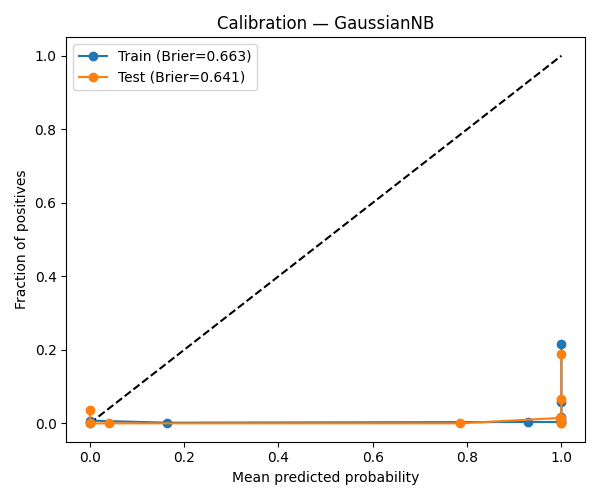 Calibration — GaussianNB
Train (Brier=0.663)
Test (Brier=0.641)
Fraction of positives
1.0
0.8
0.6
0.4
0.2
0.0
0.0 0.2 0.4 0.6 0.8 1.0
Mean predicted probability